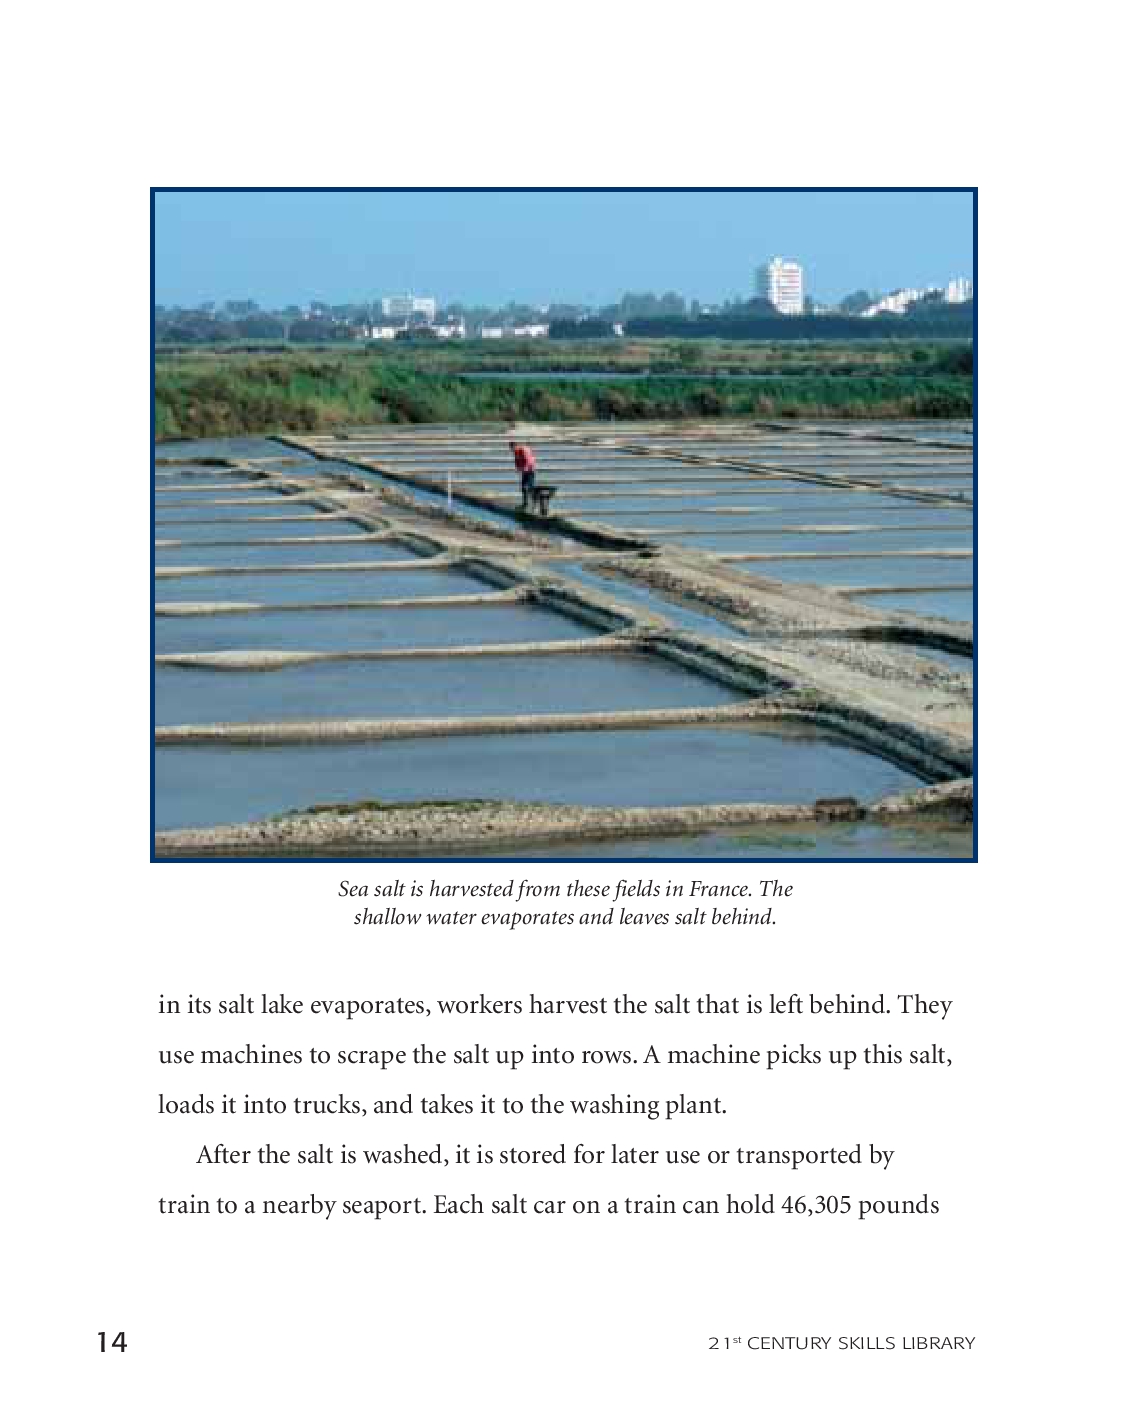 Sea salt is harvested from these fields in France. The
shallow water evaporates and leaves salt behind.
in its salt lake evaporates, workers harvest the salt that is left behind. They
use machines to scrape the salt up into rows. A machine picks up this salt,
loads it into trucks, and takes it to the washing plant.
After the salt is washed, it is stored for later use or transported by
train to a nearby seaport. Each salt car on a train can hold 46,305 pounds
14 21st CENTURY SKILLS LIBRARY